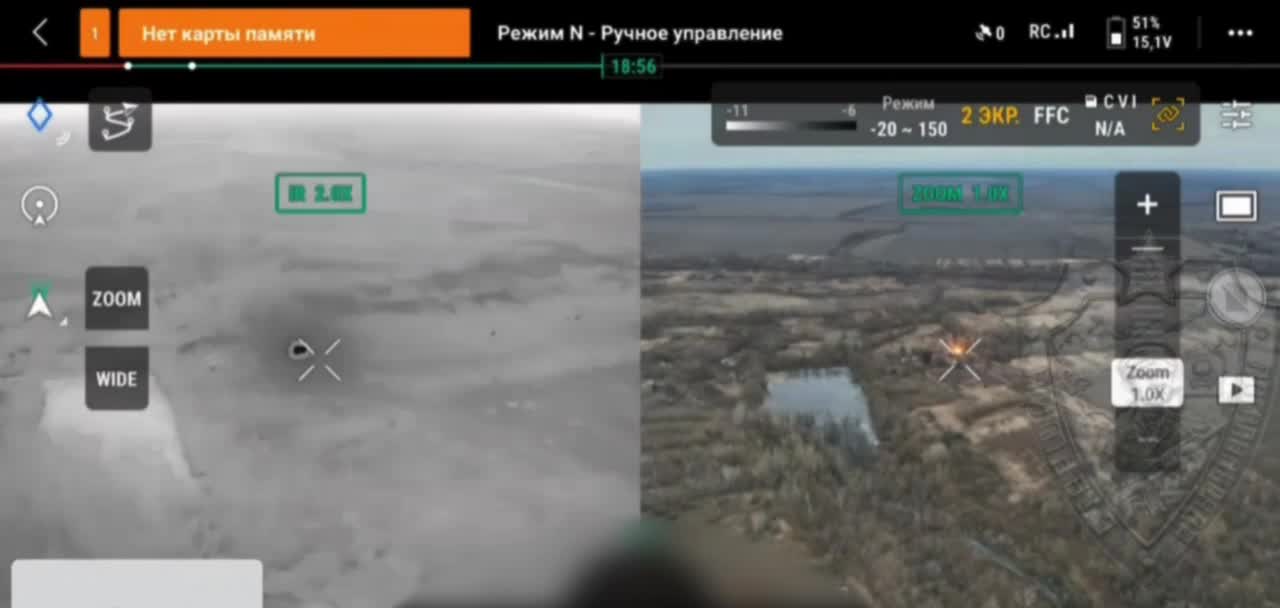 1
Нет карты памяти
Режим N - Ручное управление
0
RC
51%
15,1V
18:56
-11
-6
Режим
-20 ~ 150
2 ЭКР.
FFC
C V I
N/A
IR 2.0X
ZOOM 1.0X
ZOOM
WIDE
Zoom
1.0X